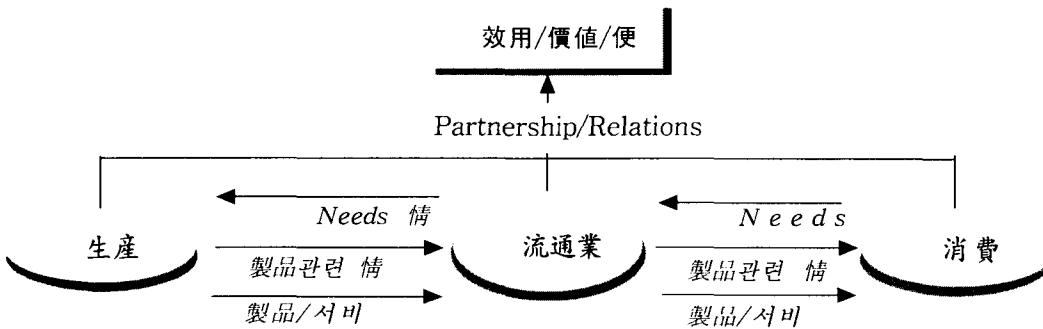 效用/價値/便
Partnership/Relations
Needs 情
N e e d s
生産
流通業
消費
製品관련 情
製品관련 情
製品/서비
製品/서비